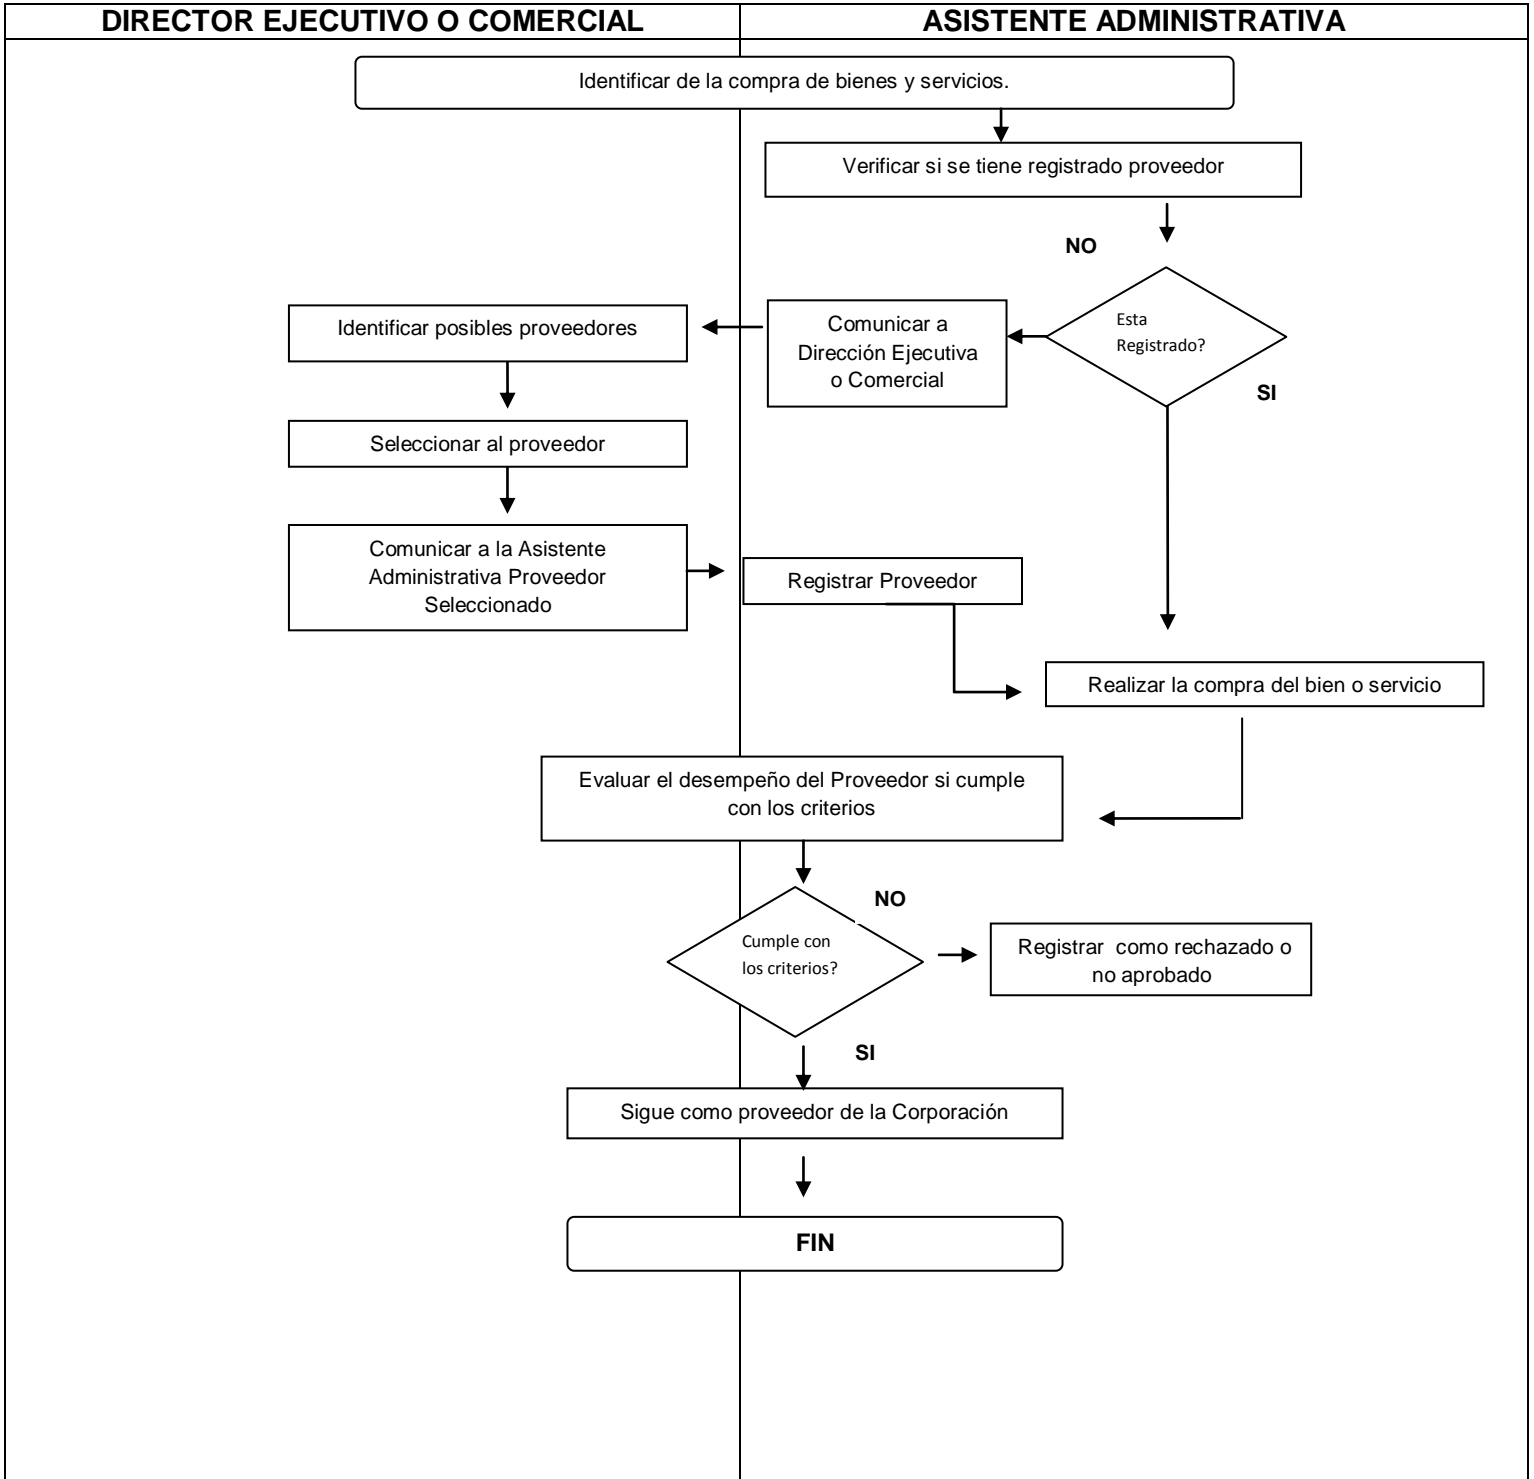 DIRECTOR EJECUTIVO O COMERCIAL
ASISTENTE ADMINISTRATIVA
Identificar de la compra de bienes y servicios.
Verificar si se tiene registrado proveedor
NO
Esta
Registrado?
SI
Comunicar a
Dirección Ejecutiva
o Comercial
Identificar posibles proveedores
Seleccionar al proveedor
Comunicar a la Asistente
Administrativa Proveedor
Seleccionado
Registrar Proveedor
Realizar la compra del bien o servicio
Evaluar el desempeño del Proveedor si cumple
con los criterios
NO
Cumple con
los criterios?
Registrar  como rechazado o
no aprobado
SI
Sigue como proveedor de la Corporación
FIN